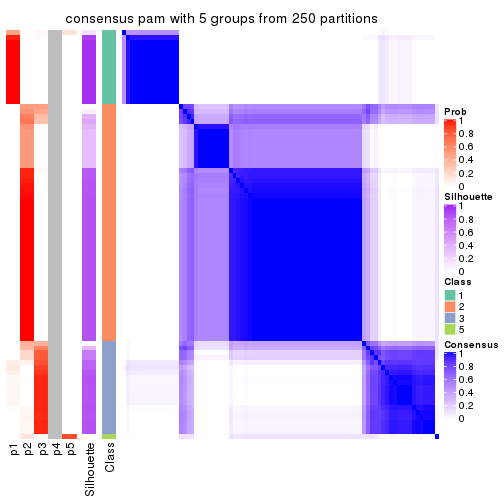 consensus pam with 5 groups from 250 partitions
Prob
1
0.8
0.6
0.4
0.2
0
Silhouette
1
0.8
0.6
0.4
0.2
0
Class
1
2
3
5
Consensus
1
0.8
0.6
0.4
0.2
0
p1
p2
p3
p4
p5
Silhouette
Class